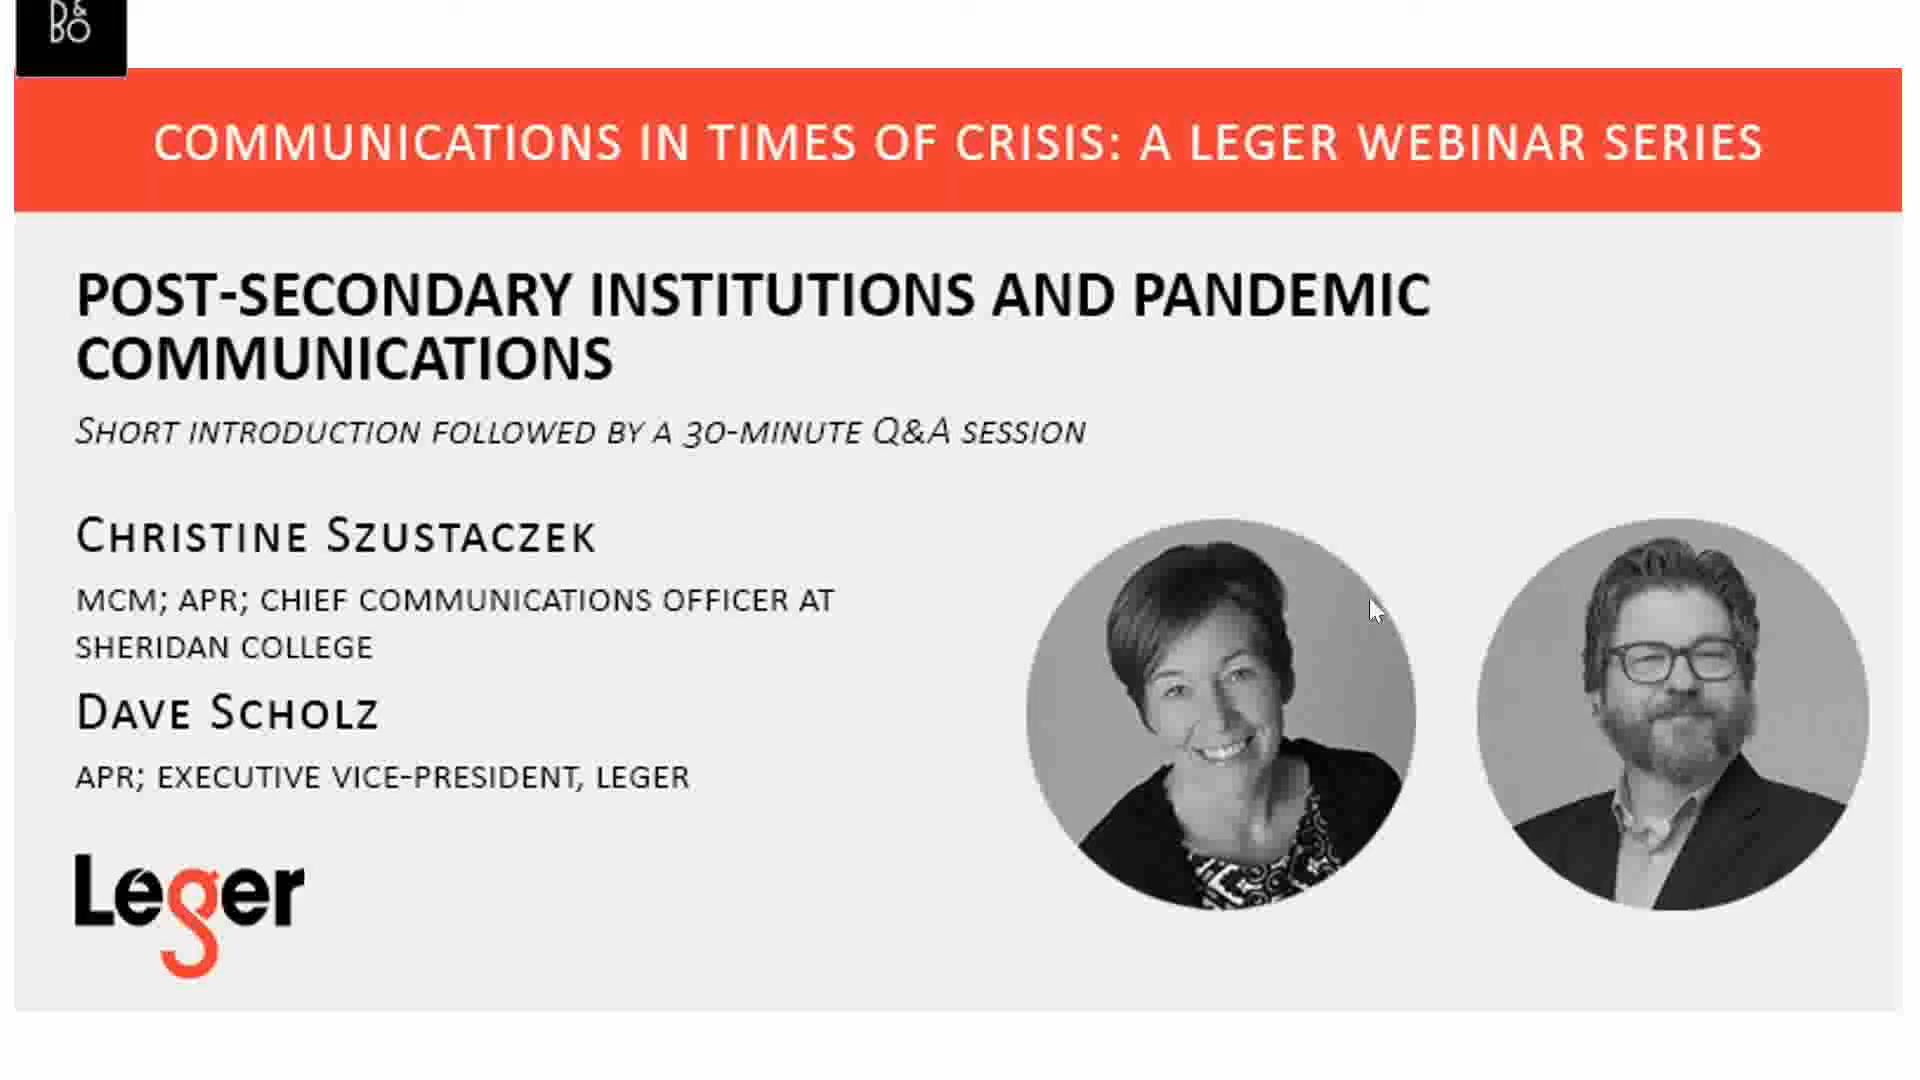 B&
BO
COMMUNICATIONS IN TIMES OF CRISIS: A LEGER WEBINAR SERIES
POST-SECONDARY INSTITUTIONS AND PANDEMIC
COMMUNICATIONS
SHORT INTRODUCTION FOLLOWED BY A 30-MINUTE Q&A SESSION
CHRISTINE SZUSTACZEK
MCM; APR; CHIEF COMMUNICATIONS OFFICER AT
SHERIDAN COLLEGE
DAVE SCHOLZ
APR; EXECUTIVE VICE-PRESIDENT, LEGER
Leger